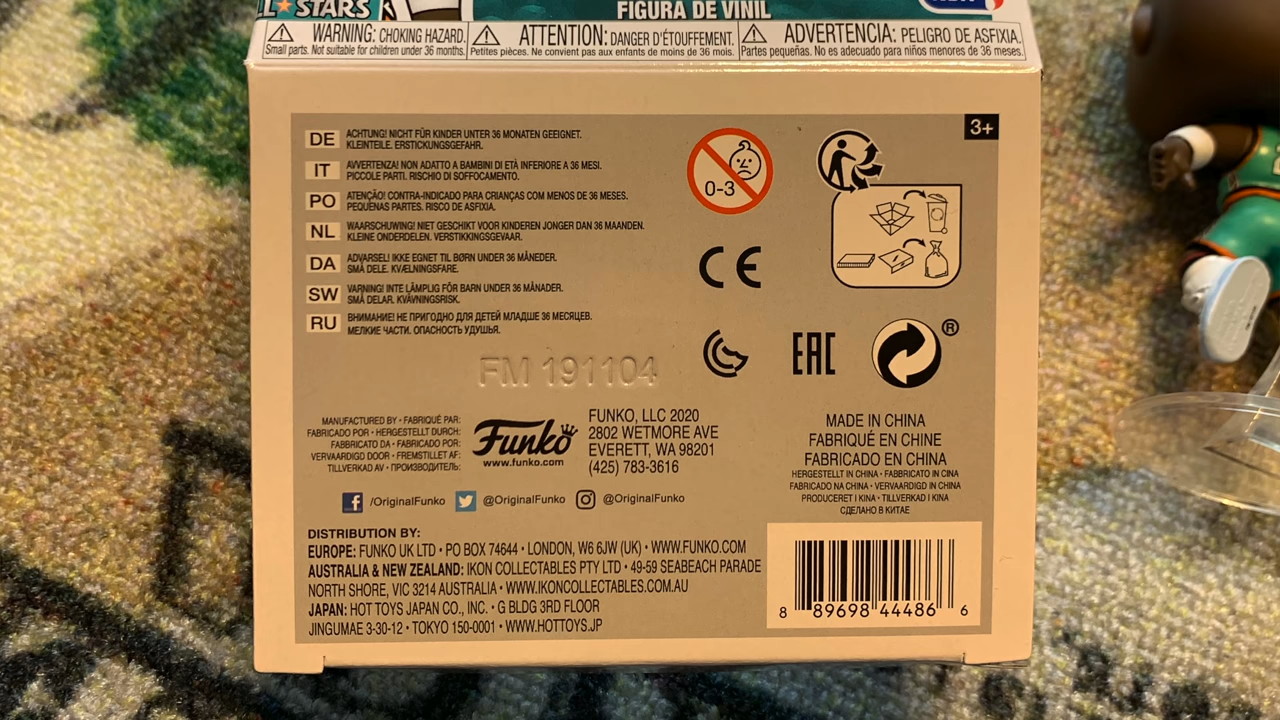 L★STARS
FIGURA DE VINIL
WARNING: CHOKING HAZARD.
Small parts. Not suitable for children under 36 months.
ATTENTION: DANGER D'ÉTOUFFEMENT.
Petites pièces. Ne convient pas aux enfants de moins de 36 mois.
ADVERTENCIA: PELIGRO DE ASFIXIA.
Partes pequeñas. No es adecuado para niños menores de 36 meses.
3+
DE ACHTUNG! NICHT FÜR KINDER UNTER 36 MONATEN GEEIGNET.
KLEINTEILE. ERSTICKUNGSGEFAHR.
IT AVVERTENZA! NON ADATTO A BAMBINI DI ETÀ INFERIORE A 36 MESI.
PICCOLE PARTI. RISCHIO DI SOFFOCAMENTO.
PO ATENÇÃO! CONTRA-INDICADO PARA CRIANÇAS COM MENOS DE 36 MESES.
PEQUENAS PARTES. RISCO DE ASFIXIA.
NL WAARSCHUWING! NIET GESCHIKT VOOR KINDEREN JONGER DAN 36 MAANDEN.
KLEINE ONDERDELEN. VERSTIKKINGSGEVAAR.
DA ADVARSEL! IKKE EGNET TIL BØRN UNDER 36 MÅNEDER.
SMÅ DELE. KVÆLNINGSFARE.
SW VARNING! INTE LÄMPLIG FÖR BARN UNDER 36 MÅNADER.
SMÅ DELAR. KVÄVNINGSRISK.
RU ВНИМАНИЕ! НЕ ПРИГОДНО ДЛЯ ДЕТЕЙ МЛАДШЕ 36 МЕСЯЦЕВ.
МЕЛКИЕ ЧАСТИ. ОПАСНОСТЬ УДУШЬЯ.
0-3
CE
EAC
®
FM 191104
MANUFACTURED BY • FABRIQUÉ PAR:
FABRICADO POR • HERGESTELLT DURCH:
FABBRICATO DA • FABRICADO POR:
VERVAARDIGD DOOR • FREMSTILLET AF:
TILLVERKAD AV • ПРОИЗВОДИТЕЛЬ:
Funko
www.funko.com
FUNKO, LLC 2020
2802 WETMORE AVE
EVERETT, WA 98201
(425) 783-3616
MADE IN CHINA
FABRIQUÉ EN CHINE
FABRICADO EN CHINA
HERGESTELLT IN CHINA • FABBRICATO IN CINA
FABRICADO NA CHINA • VERVAARDIGD IN CHINA
PRODUCERET I KINA • TILLVERKAD I KINA
СДЕЛАНО В КИТАЕ
/OriginalFunko @OriginalFunko @OriginalFunko
DISTRIBUTION BY:
EUROPE: FUNKO UK LTD • PO BOX 74644 • LONDON, W6 6JW (UK) • WWW.FUNKO.COM
AUSTRALIA & NEW ZEALAND: IKON COLLECTABLES PTY LTD • 49-59 SEABEACH PARADE
NORTH SHORE, VIC 3214 AUSTRALIA • WWW.IKONCOLLECTABLES.COM.AU
JAPAN: HOT TOYS JAPAN CO., INC. • G BLDG 3RD FLOOR
JINGUMAE 3-30-12 • TOKYO 150-0001 • WWW.HOTTOYS.JP
8 89698 44486 6